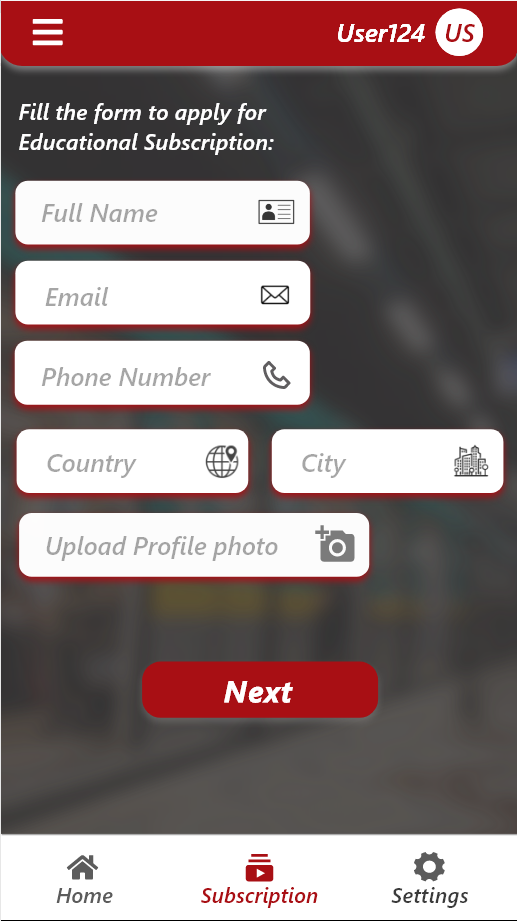 User124 US
Fill the form to apply for
Educational Subscription:
Full Name
Email
Phone Number
Country City
Upload Profile photo
Next
Home Subscription Settings